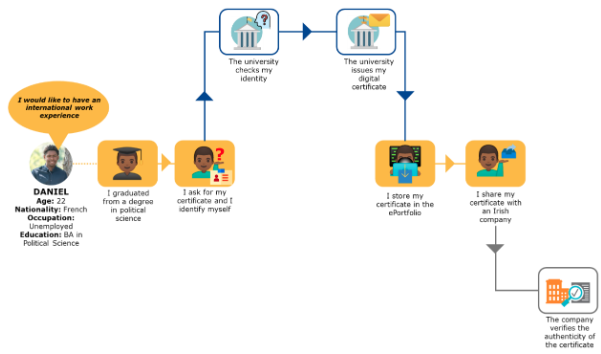 I would like to have an
international work
experience
DANIEL
Age: 22
Nationality: French
Occupation:
Unemployed
Education: BA in
Political Science
I graduated
from a degree
in political
science
I ask for my
certificate and I
identify myself
The university
checks my
identity
The university
issues my
digital
certificate
I store my
certificate in the
ePortfolio
I share my
certificate with
an Irish
company
The company
verifies the
authenticity of
the certificate